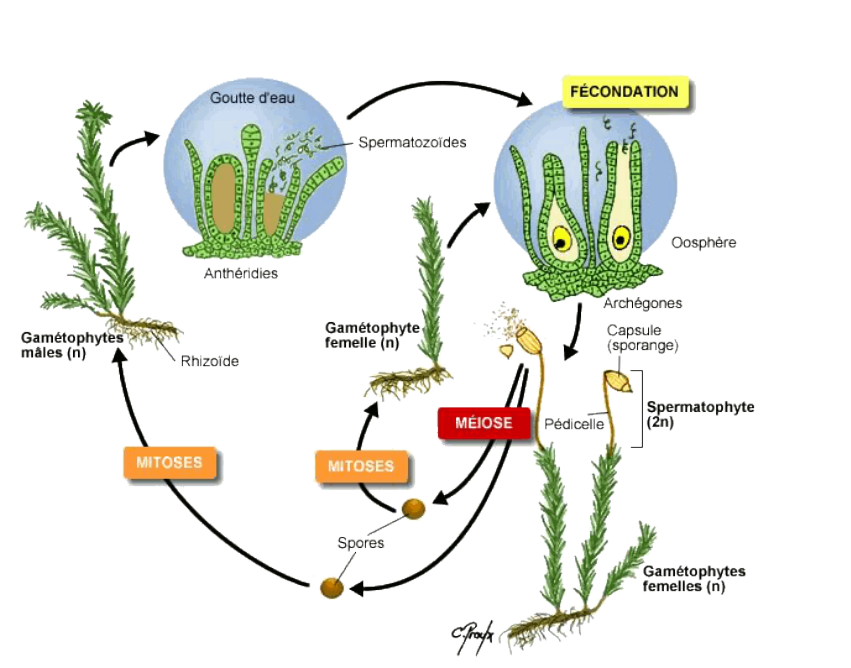 FÉCONDATION
Goutte d'eau
Spermatozoïdes
Oosphère
Anthéridies
Archégones
Gamétophytes
mâles (n)
Rhizoïde
Gamétophyte
femelle (n)
Capsule
(sporange)
Spermatophyte
(2n)
Pédicelle
MÉIOSE
MITOSES
MITOSES
Spores
Gamétophytes
femelles (n)
C. Proulx